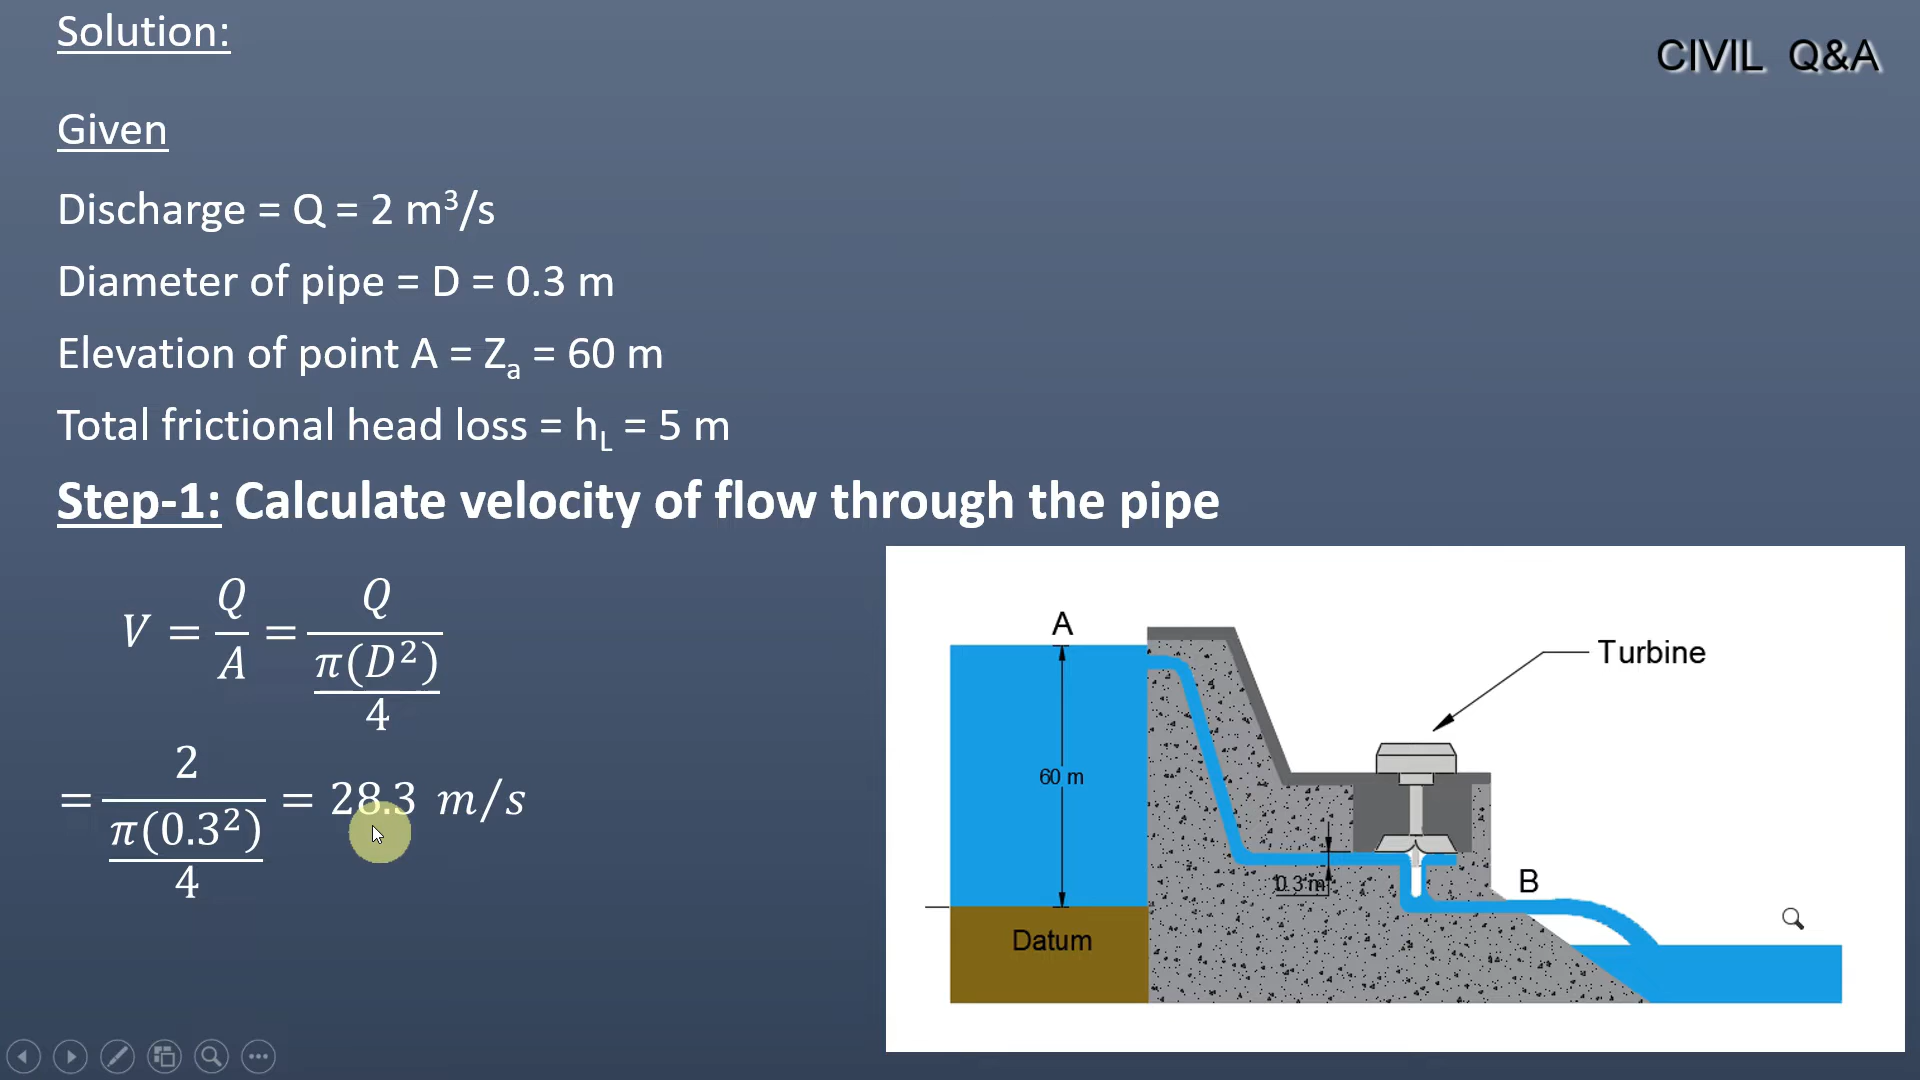 Solution:
CIVIL Q&A
Given
Discharge = Q = 2 m³/s
Diameter of pipe = D = 0.3 m
Elevation of point A = Zₐ = 60 m
Total frictional head loss = h_L = 5 m
Step-1: Calculate velocity of flow through the pipe
V = Q/A = Q/(π(D²)/4)
= 2/(π(0.3²)/4) = 28.3 m/s
A
Turbine
60 m
0.3 m
B
Datum